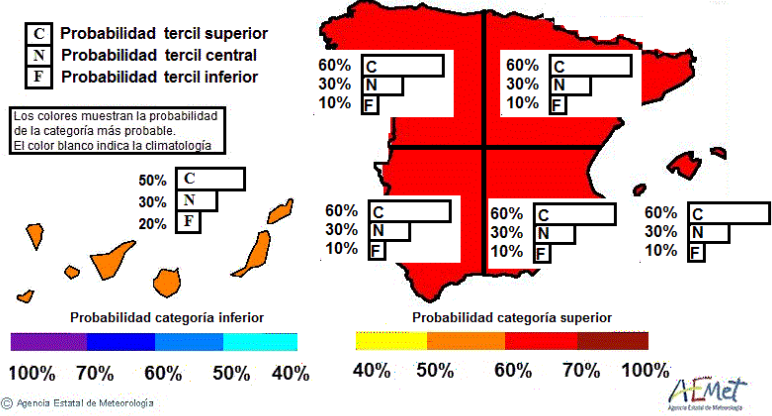 C Probabilidad tercil superior
N Probabilidad tercil central
F Probabilidad tercil inferior
Los colores muestran la probabilidad
de la categoría más probable.
El color blanco indica la climatología
60% C
30% N
10% F
60% C
30% N
10% F
50% C
30% N
20% F
60% C
30% N
10% F
60% C
30% N
10% F
60% C
30% N
10% F
Probabilidad categoría inferior
100% 70% 60% 50% 40%
Probabilidad categoría superior
40% 50% 60% 70% 100%
© Agencia Estatal de Meteorología
AEMet
Agencia Estatal de Meteorología